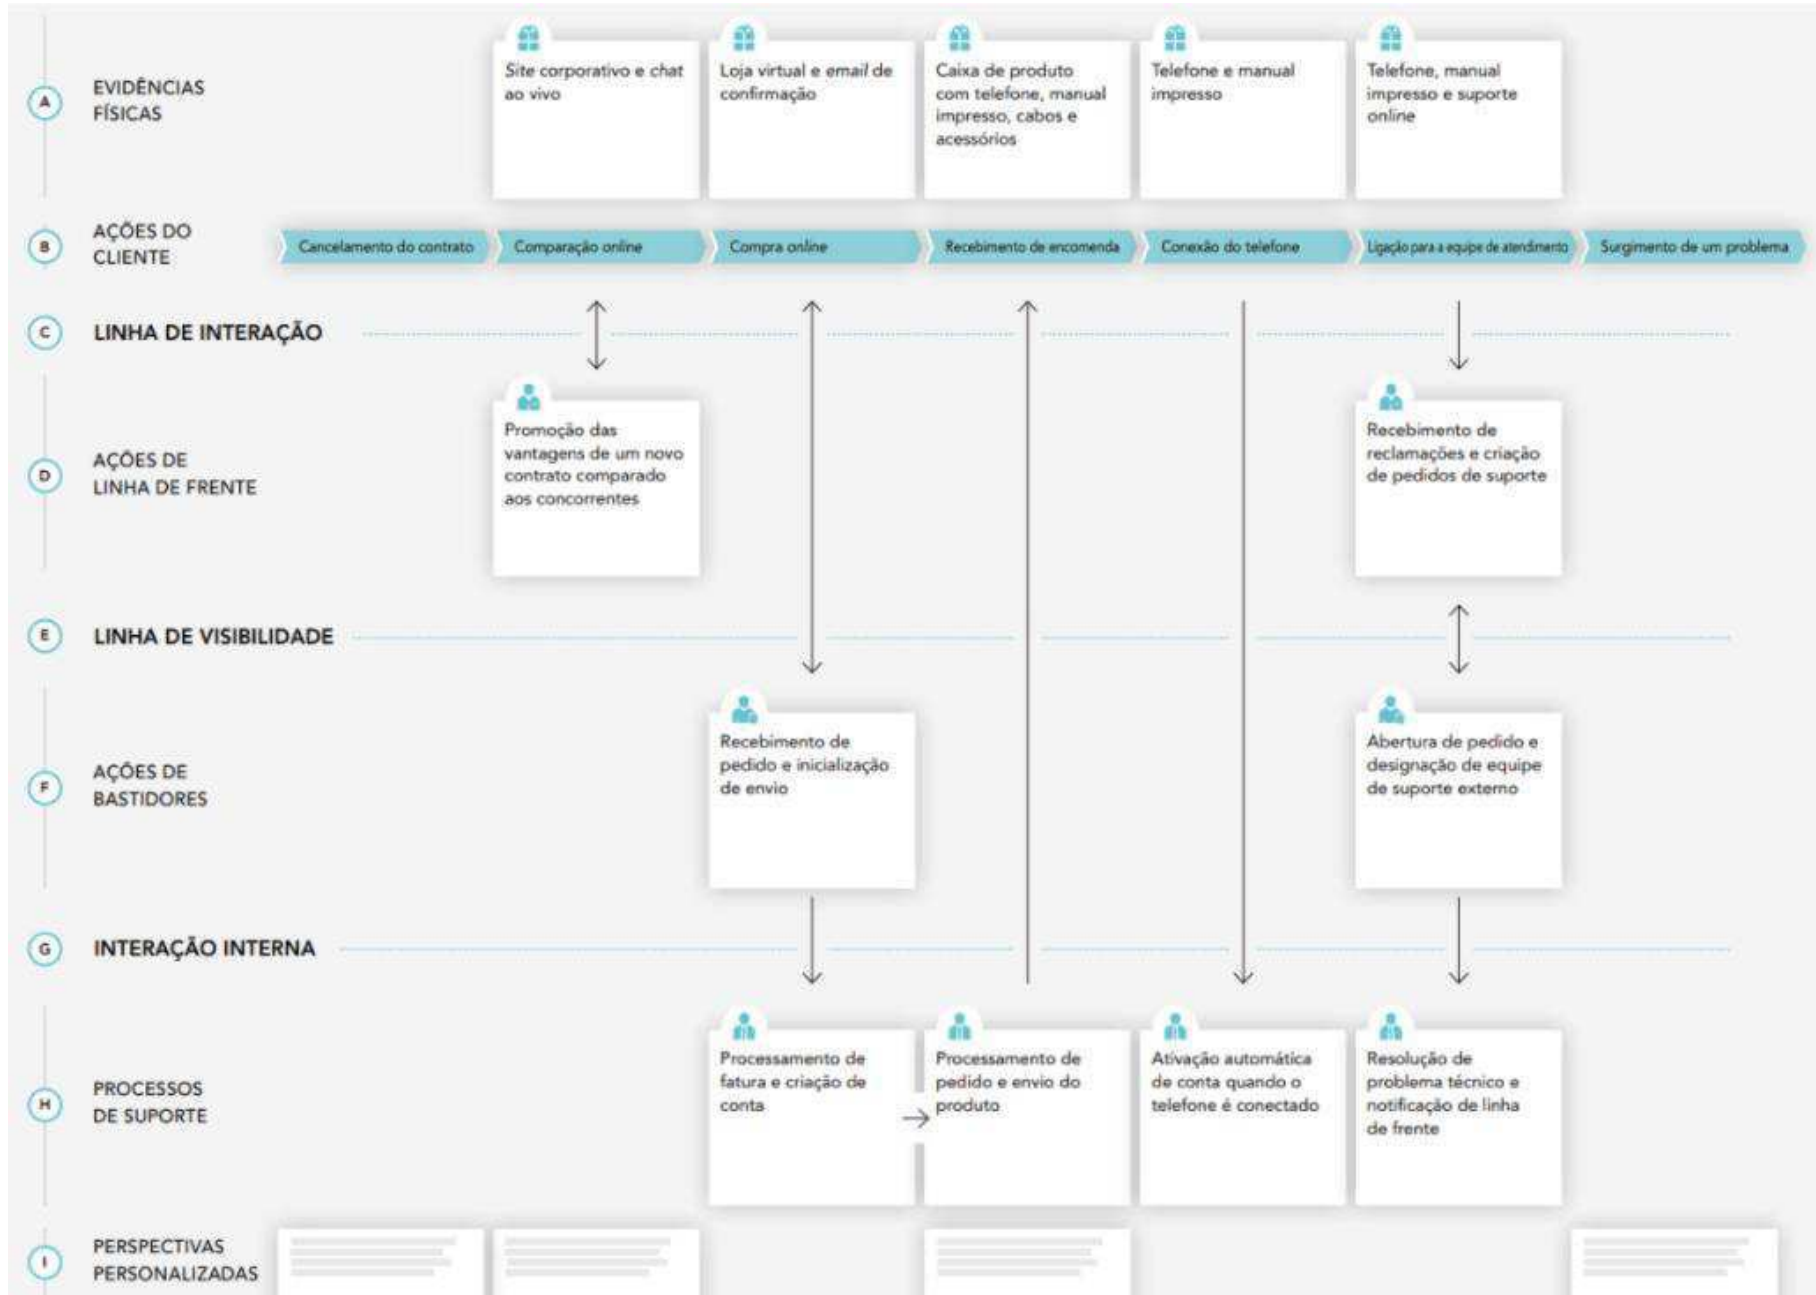 A
EVIDÊNCIAS
FÍSICAS
Site corporativo e chat
ao vivo
Loja virtual e email de
confirmação
Caixa de produto
com telefone, manual
impresso, cabos e
acessórios
Telefone e manual
impresso
Telefone, manual
impresso e suporte
online
B
AÇÕES DO
CLIENTE
Cancelamento do contrato
Comparação online
Compra online
Recebimento de encomenda
Conexão do telefone
Ligação para a equipe de atendimento
Surgimento de um problema
C
LINHA DE INTERAÇÃO
D
AÇÕES DE
LINHA DE FRENTE
Promoção das
vantagens de um novo
contrato comparado
aos concorrentes
Recebimento de
reclamações e criação
de pedidos de suporte
E
LINHA DE VISIBILIDADE
F
AÇÕES DE
BASTIDORES
Recebimento de
pedido e inicialização
de envio
Abertura de pedido e
designação de equipe
de suporte externo
G
INTERAÇÃO INTERNA
H
PROCESSOS
DE SUPORTE
Processamento de
fatura e criação de
conta
Processamento de
pedido e envio do
produto
Ativação automática
de conta quando o
telefone é conectado
Resolução de
problema técnico e
notificação de linha
de frente
I
PERSPECTIVAS
PERSONALIZADAS